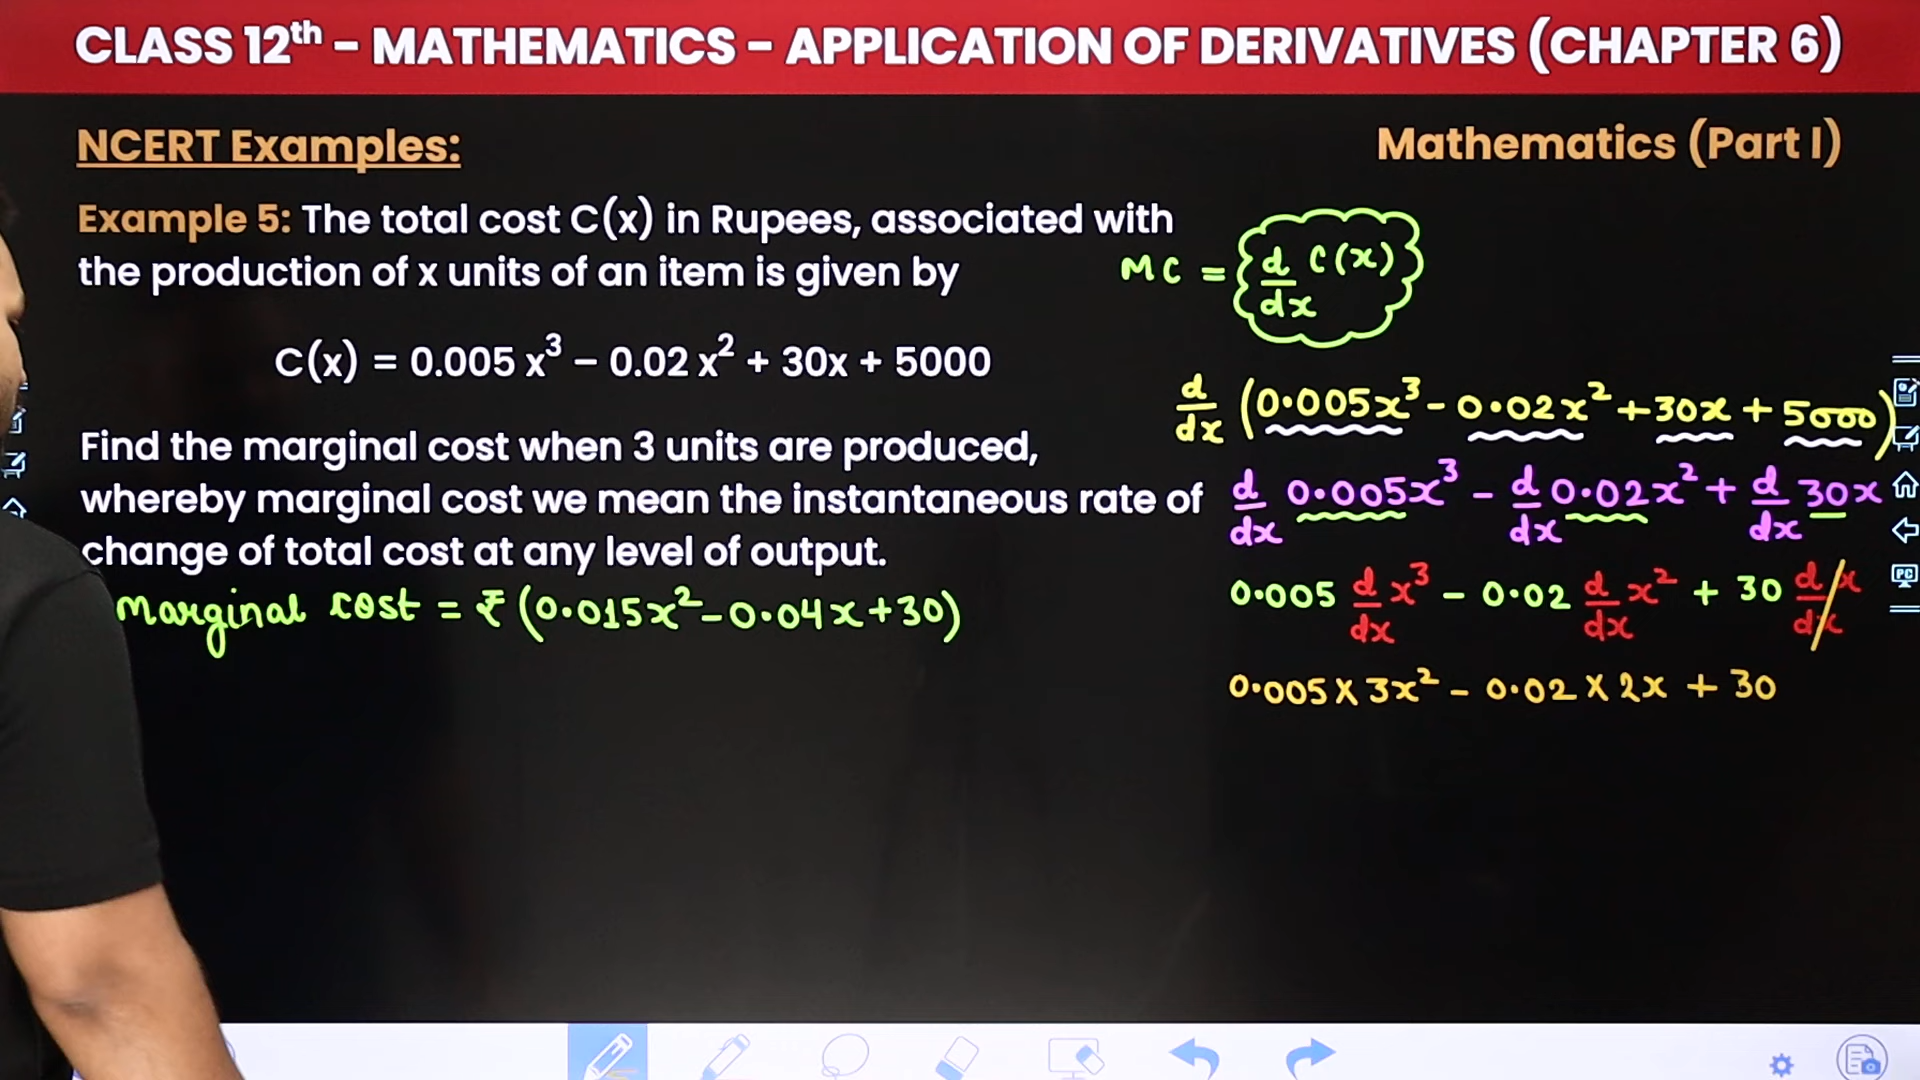 CLASS 12th - MATHEMATICS - APPLICATION OF DERIVATIVES (CHAPTER 6)
NCERT Examples:
Mathematics (Part I)
Example 5: The total cost C(x) in Rupees, associated with
the production of x units of an item is given by
C(x) = 0.005 x³ – 0.02 x² + 30x + 5000
Find the marginal cost when 3 units are produced,
whereby marginal cost we mean the instantaneous rate of
change of total cost at any level of output.
Marginal cost = ₹ (0.015x² - 0.04x + 30)
MC = d/dx C(x)
d/dx (0.005x³ - 0.02x² + 30x + 5000)
d/dx 0.005x³ - d/dx 0.02x² + d/dx 30x
0.005 d/dx x³ - 0.02 d/dx x² + 30 d/dx x
0.005 × 3x² - 0.02 × 2x + 30
PC